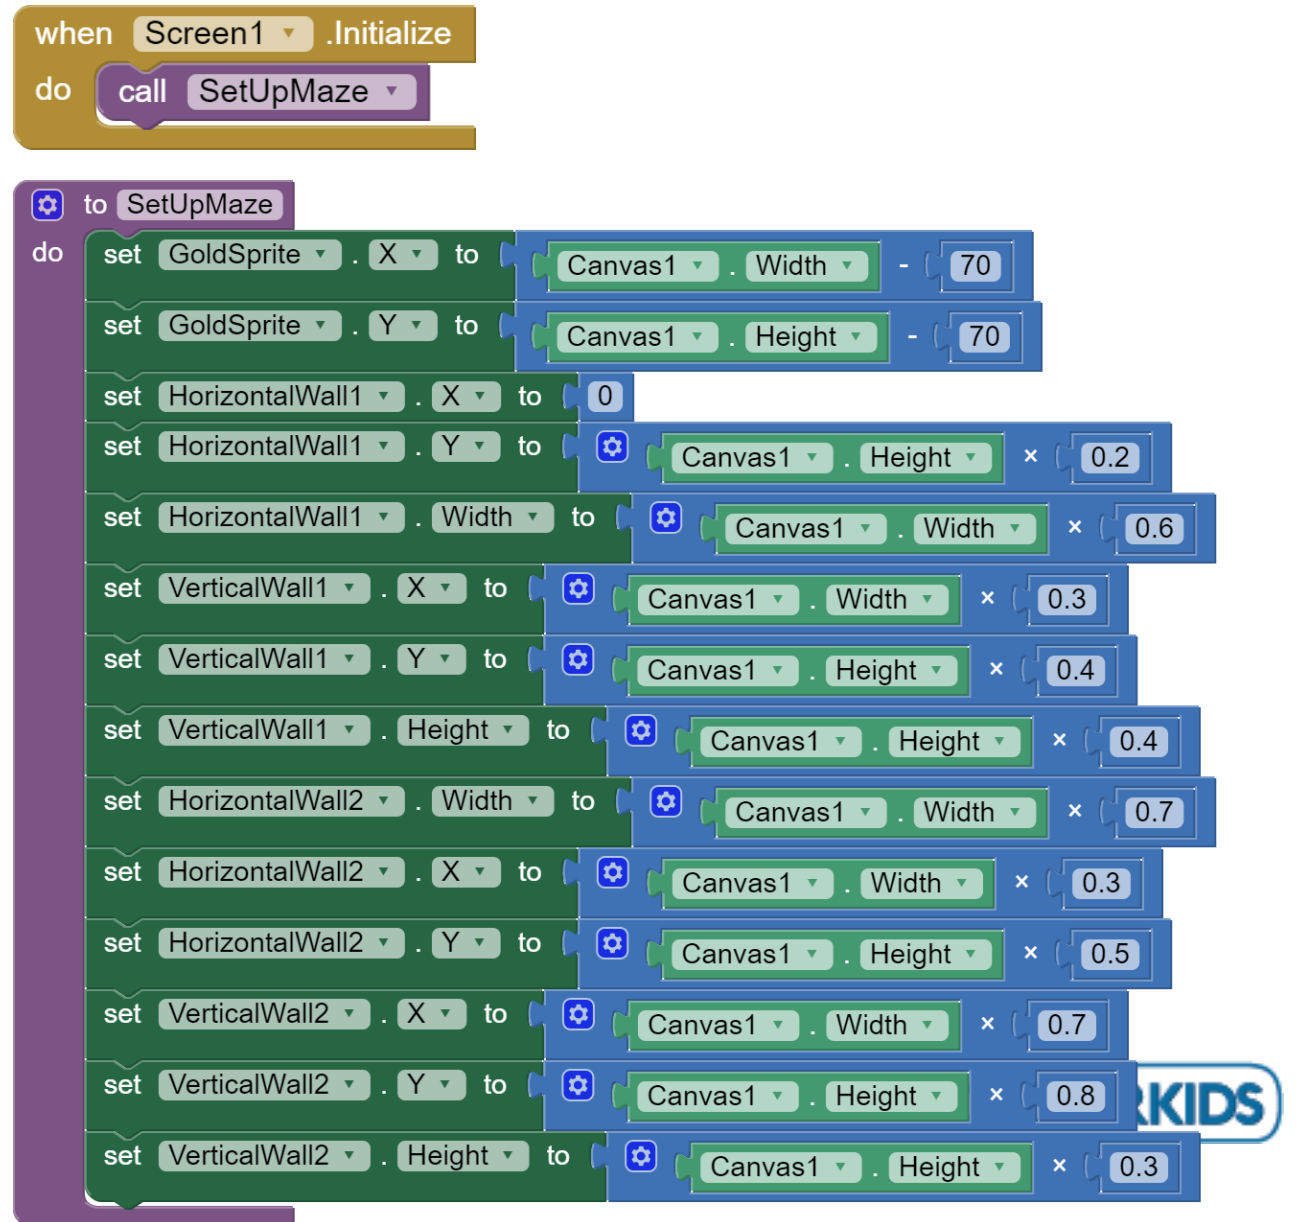 when Screen1 .Initialize
do call SetUpMaze
to SetUpMaze
do set GoldSprite . X to Canvas1 . Width - 70
set GoldSprite . Y to Canvas1 . Height - 70
set HorizontalWall1 . X to 0
set HorizontalWall1 . Y to Canvas1 . Height × 0.2
set HorizontalWall1 . Width to Canvas1 . Width × 0.6
set VerticalWall1 . X to Canvas1 . Width × 0.3
set VerticalWall1 . Y to Canvas1 . Height × 0.4
set VerticalWall1 . Height to Canvas1 . Height × 0.4
set HorizontalWall2 . Width to Canvas1 . Width × 0.7
set HorizontalWall2 . X to Canvas1 . Width × 0.3
set HorizontalWall2 . Y to Canvas1 . Height × 0.5
set VerticalWall2 . X to Canvas1 . Width × 0.7
set VerticalWall2 . Y to Canvas1 . Height × 0.8
KIDS
set VerticalWall2 . Height to Canvas1 . Height × 0.3